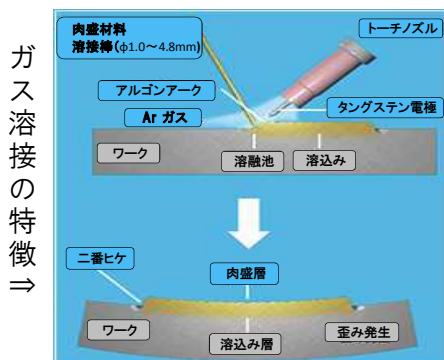 ガス溶接の特徴⇒
肉盛材料
溶接棒(φ1.0～4.8mm)
トーチノズル
アルゴンアーク
タングステン電極
Ar ガス
ワーク
溶融池
溶込み
二番ヒケ
肉盛層
ワーク
溶込み層
歪み発生